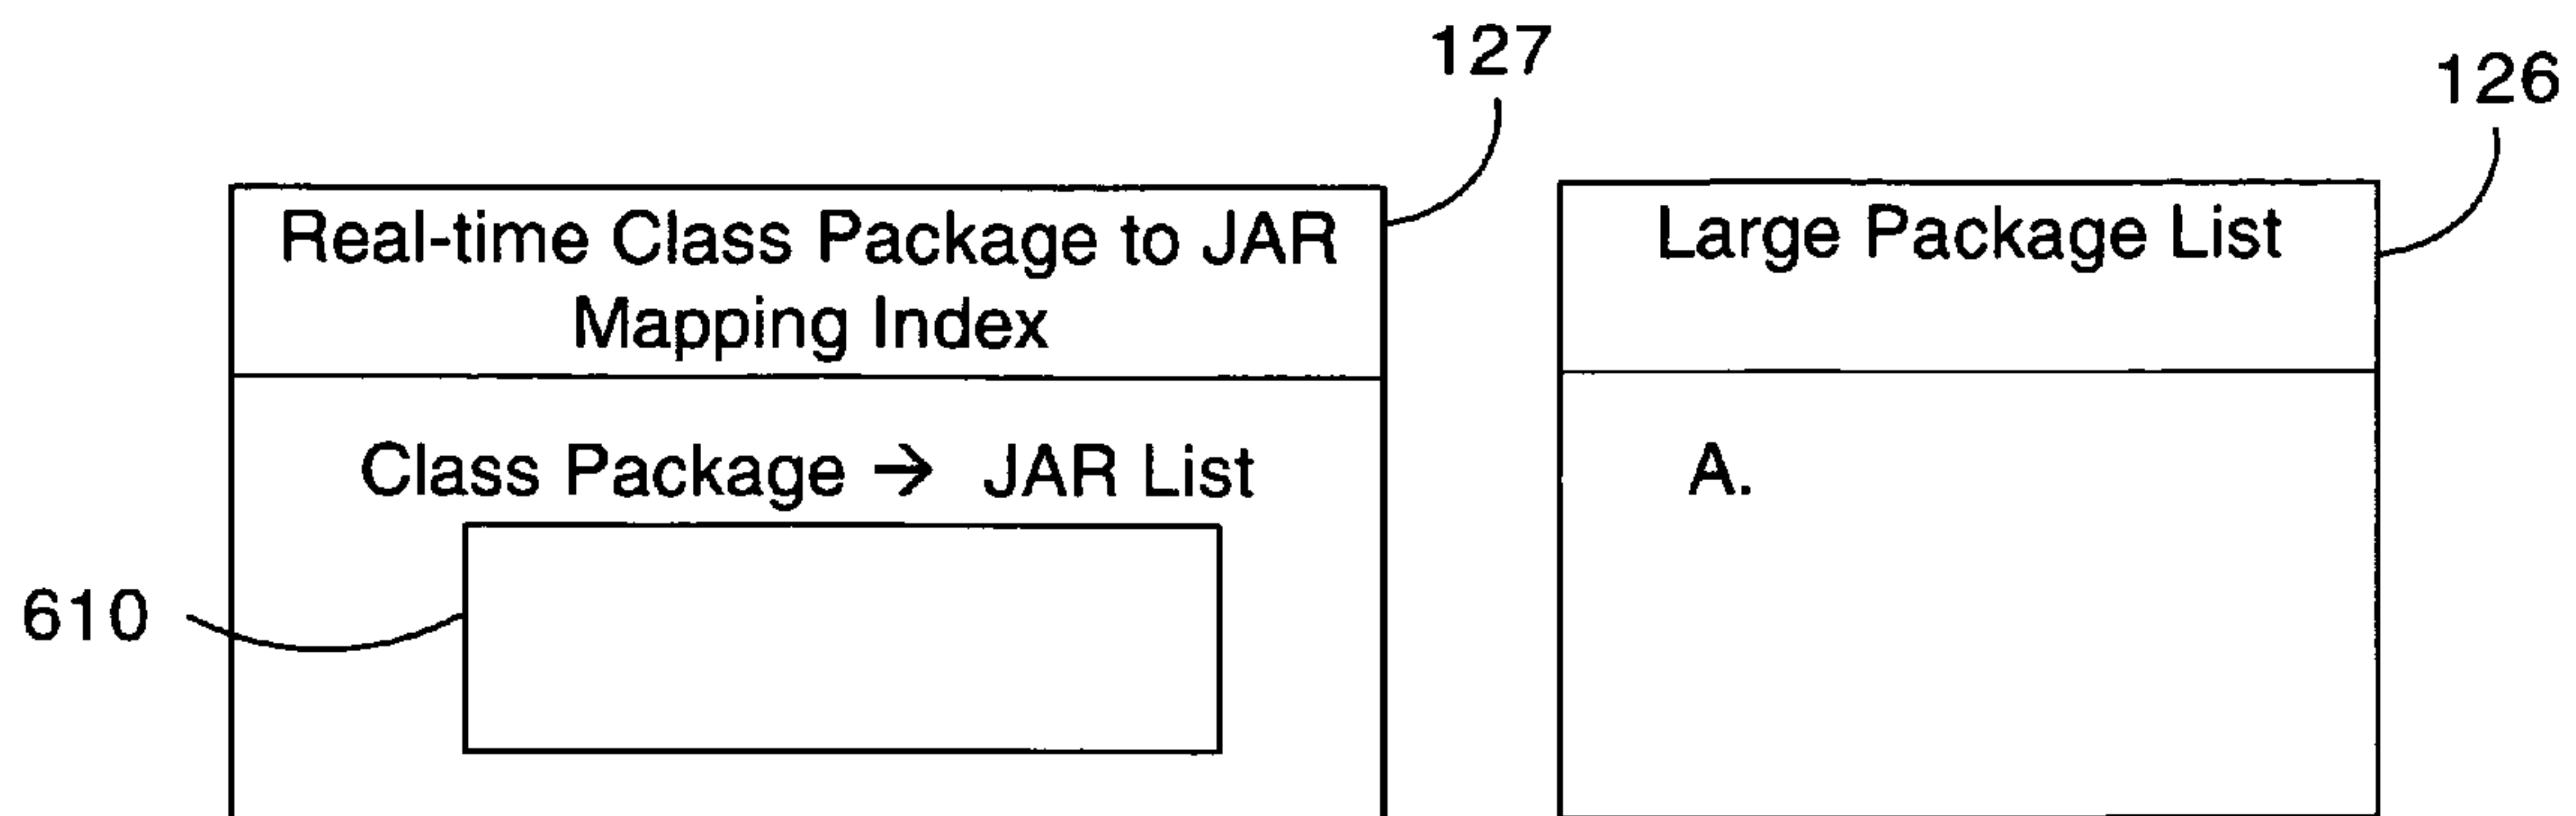 127
126
Real-time Class Package to JAR
Mapping Index
Large Package List
Class Package → JAR List
A.
610